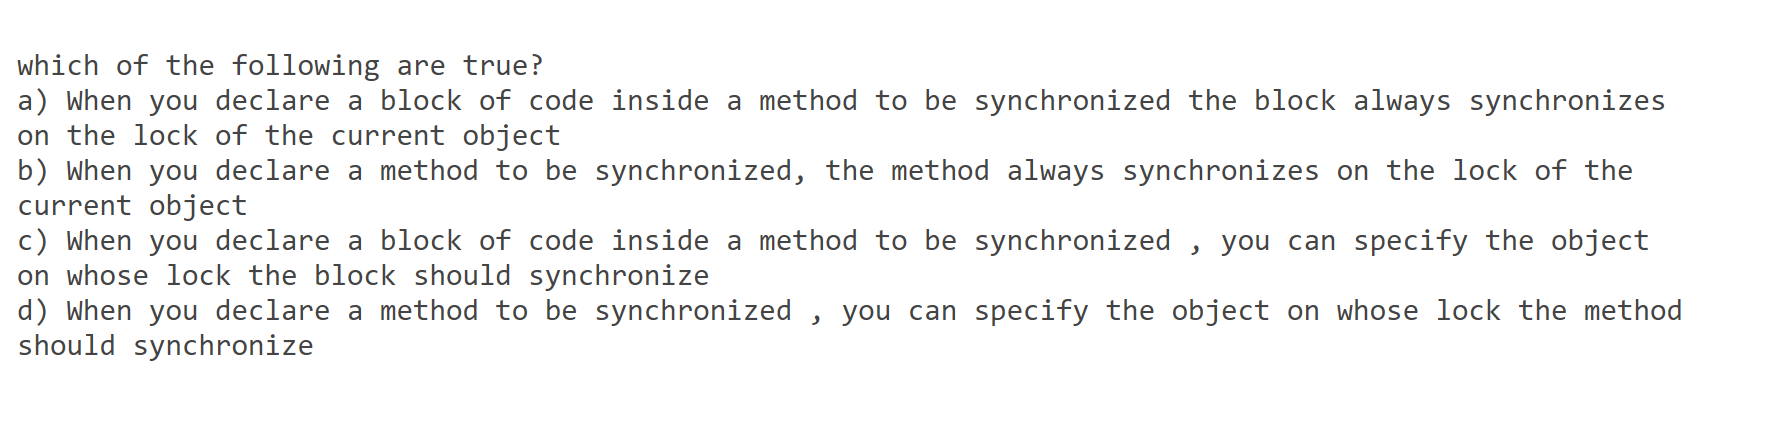 which of the following are true?
a) When you declare a block of code inside a method to be synchronized the block always synchronizes
on the lock of the current object
b) When you declare a method to be synchronized, the method always synchronizes on the lock of the
current object
c) When you declare a block of code inside a method to be synchronized , you can specify the object
on whose lock the block should synchronize
d) When you declare a method to be synchronized , you can specify the object on whose lock the method
should synchronize